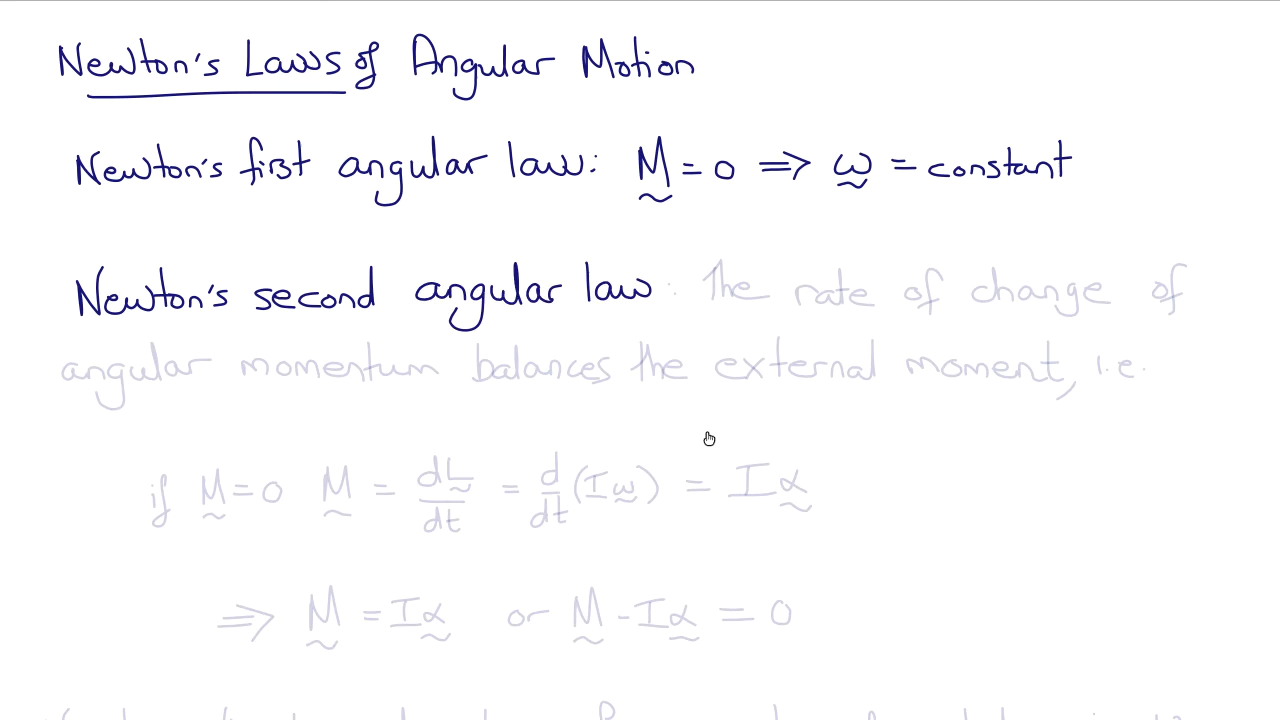 Newton's Laws of Angular Motion
Newton's first angular law: M = 0 ⇒ ω = constant
Newton's second angular law: The rate of change of
angular momentum balances the external moment, i.e.
if M = 0 M = dL/dt = d/dt (Iω) = Iα
⇒ M = Iα or M - Iα = 0